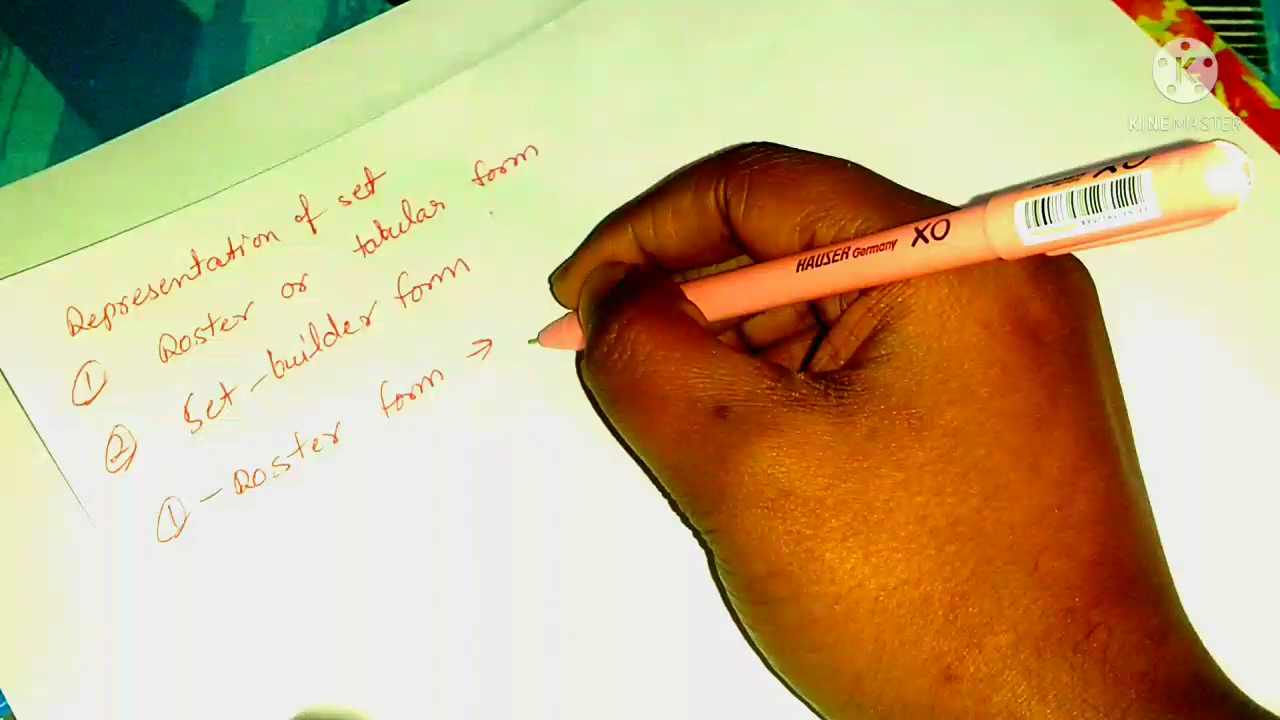 Representation of set
① Roster or tabular form
② Set-builder form
① - Roster form →
HAUSER Germany XO
XO
KINEMASTER